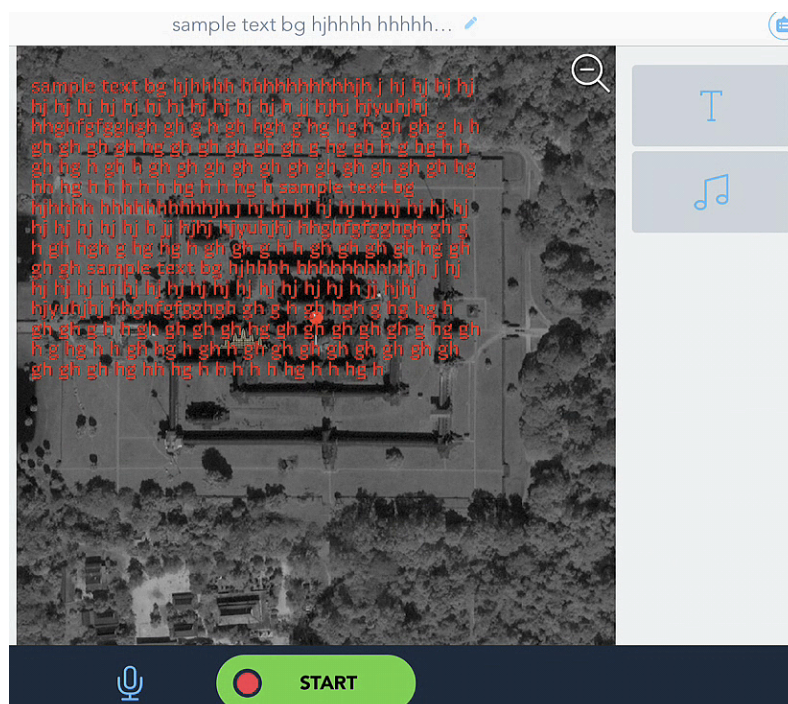 sample text bg hjhhhh hhhhh...
sample text bg hjhhhh hhhhhhhhhhhjh j hj hj hj hj
hj hj hj hj hj hj hj hj hj hj hj h jj hjhj hjyuhjhj
hhghfgfgghgh gh g h gh hgh g hg hg h gh gh g h h
gh gh gh gh hg gh gh gh gh gh g hg gh h g hg h h
gh hg h gh h gh gh gh gh gh gh gh gh gh gh gh hg
hh hg h h h h h hg h h hg h sample text bg
hjhhhh hhhhhhhhhhhjh j hj hj hj hj hj hj hj hj hj hj
hj hj hj hj hj h jj hjhj hjyuhjhj hhghfgfgghgh gh g
h gh hgh g hg hg h gh gh g h h gh gh gh gh hg gh
gh gh sample text bg hjhhhh hhhhhhhhhhhjh j hj
hj hj hj hj hj hj hj hj hj hj hj hj hj hj h jj hjhj
hjyuhjhj hhghfgfgghgh gh g h gh hgh g hg hg h
gh gh g h h gh gh gh gh hg gh gh gh gh gh g hg gh
h g hg h h gh hg h gh h gh gh gh gh gh gh gh gh
gh gh gh hg hh hg h h h h h hg h h hg h
T
START